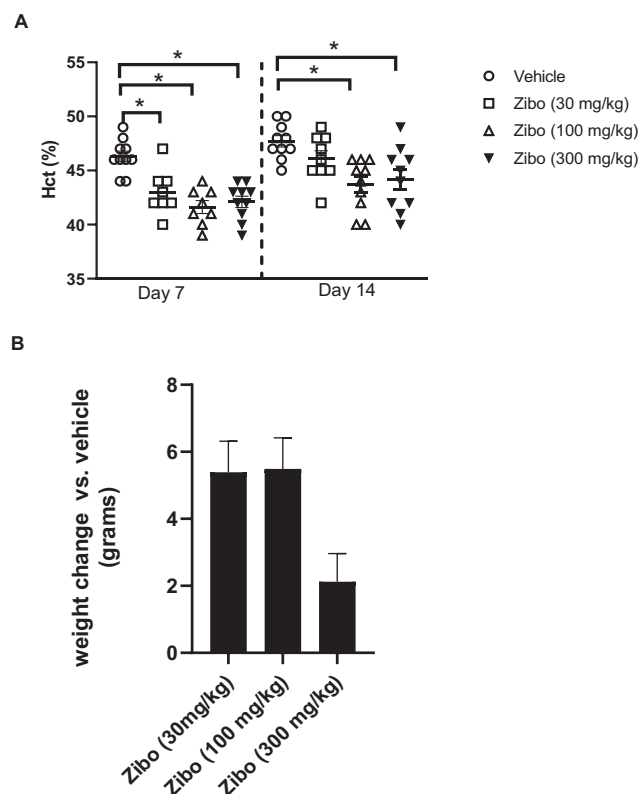 A
55
50
45
40
35
Hct (%)
*
*
*
*
*
Day 7
Day 14
Vehicle
Zibo (30 mg/kg)
Zibo (100 mg/kg)
Zibo (300 mg/kg)
B
8
6
4
2
0
weight change vs. vehicle
(grams)
Zibo (30mg/kg)
Zibo (100 mg/kg)
Zibo (300 mg/kg)